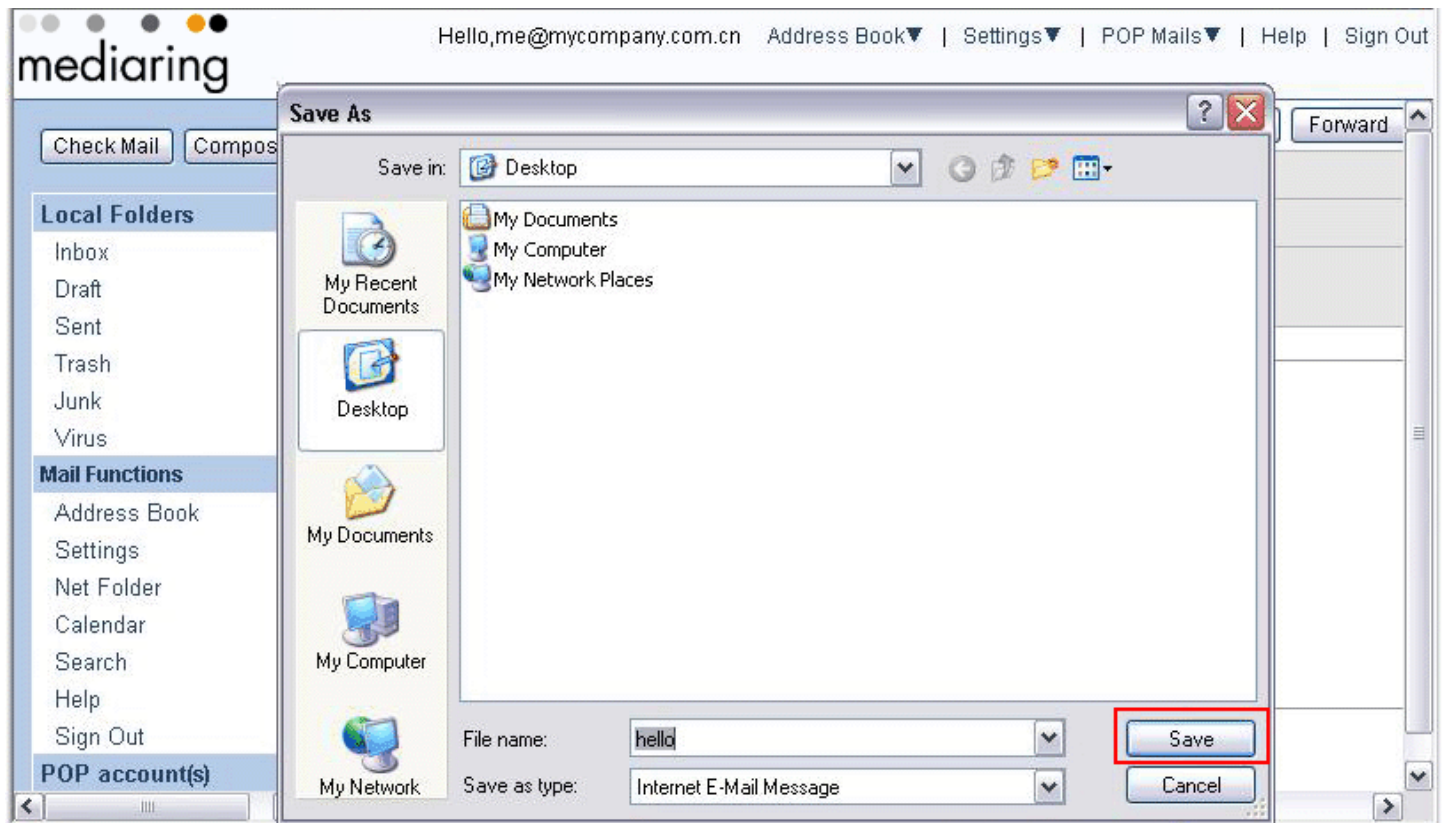 Hello,me@mycompany.com.cn Address Book▼ | Settings▼ | POP Mails▼ | Help | Sign Out
mediaring
Save As
Check Mail
Compos
Forward
Save in:
Desktop
Local Folders
Inbox
Draft
Sent
Trash
Junk
Virus
Mail Functions
Address Book
Settings
Net Folder
Calendar
Search
Help
Sign Out
POP account(s)
My Recent
Documents
Desktop
My Documents
My Computer
My Network
My Documents
My Computer
My Network Places
File name:
hello
Save
Save as type:
Internet E-Mail Message
Cancel